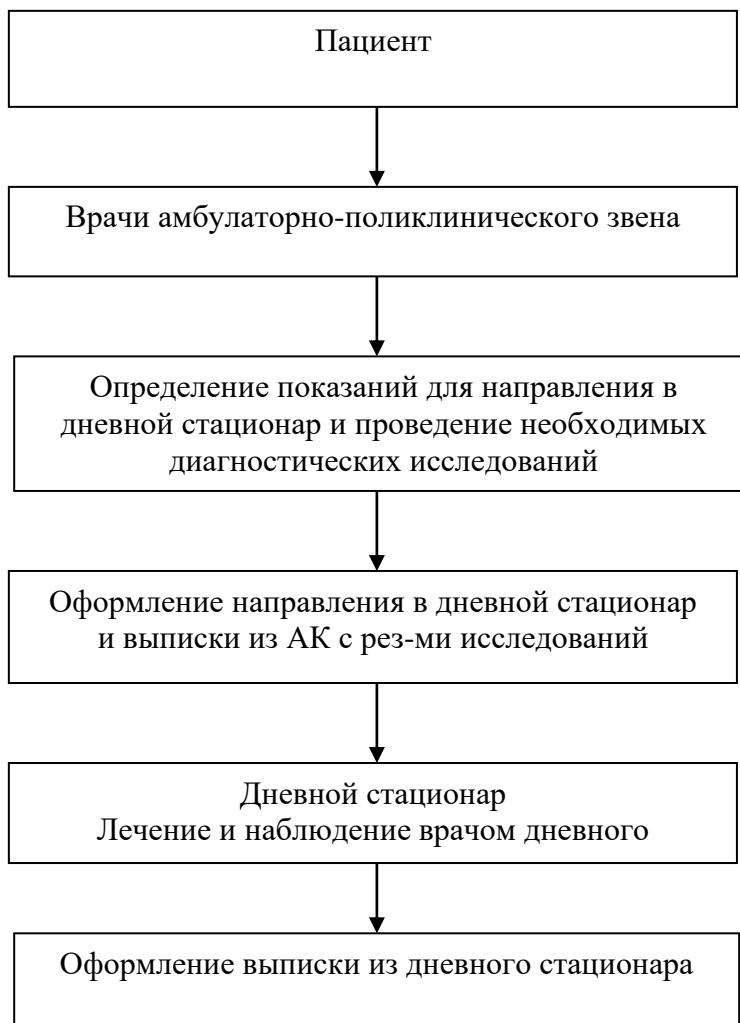 Пациент
Врачи амбулаторно-поликлинического звена
Определение показаний для направления в
дневной стационар и проведение необходимых
диагностических исследований
Оформление направления в дневной стационар
и выписки из АК с рез-ми исследований
Дневной стационар
Лечение и наблюдение врачом дневного
Оформление выписки из дневного стационара